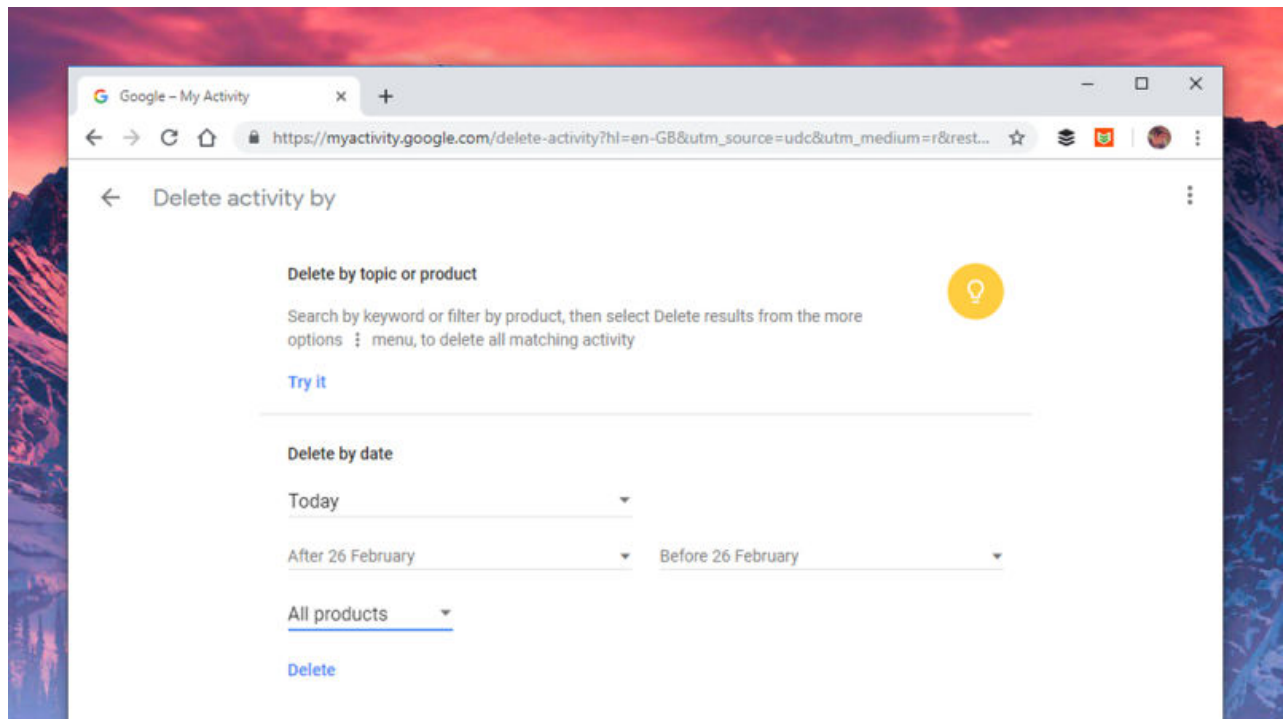 Google – My Activity
https://myactivity.google.com/delete-activity?hl=en-GB&utm_source=udc&utm_medium=r&rest...
Delete activity by
Delete by topic or product
Search by keyword or filter by product, then select Delete results from the more
options ⋮ menu, to delete all matching activity
Try it
Delete by date
Today
After 26 February Before 26 February
All products
Delete